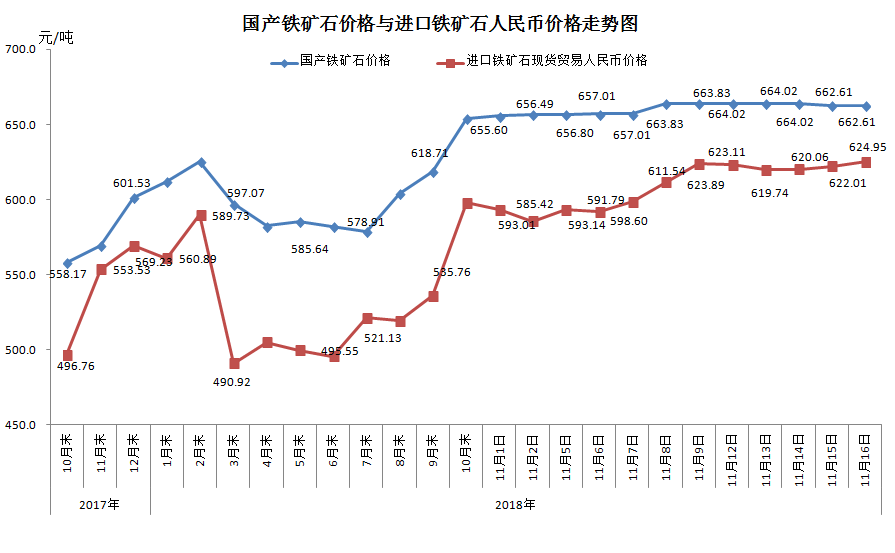 国产铁矿石价格与进口铁矿石人民币价格走势图
元/吨
国产铁矿石价格 进口铁矿石现货贸易人民币价格
700.0
650.0
600.0
550.0
500.0
450.0
558.17 601.53 597.07 585.64 578.91 618.71 655.60 656.49 656.80 657.01 657.01 663.83 663.83 664.02 664.02 664.02 662.61 662.61
496.76 553.53 569.23 560.89 589.73 490.92 495.55 521.13 535.76 593.01 585.42 593.14 591.79 598.60 611.54 623.89 623.11 619.74 620.06 622.01 624.95
10月末 11月末 12月末 1月末 2月末 3月末 4月末 5月末 6月末 7月末 8月末 9月末 10月末 11月1日 11月2日 11月5日 11月6日 11月7日 11月8日 11月9日 11月12日 11月13日 11月14日 11月15日 11月16日
2017年 2018年